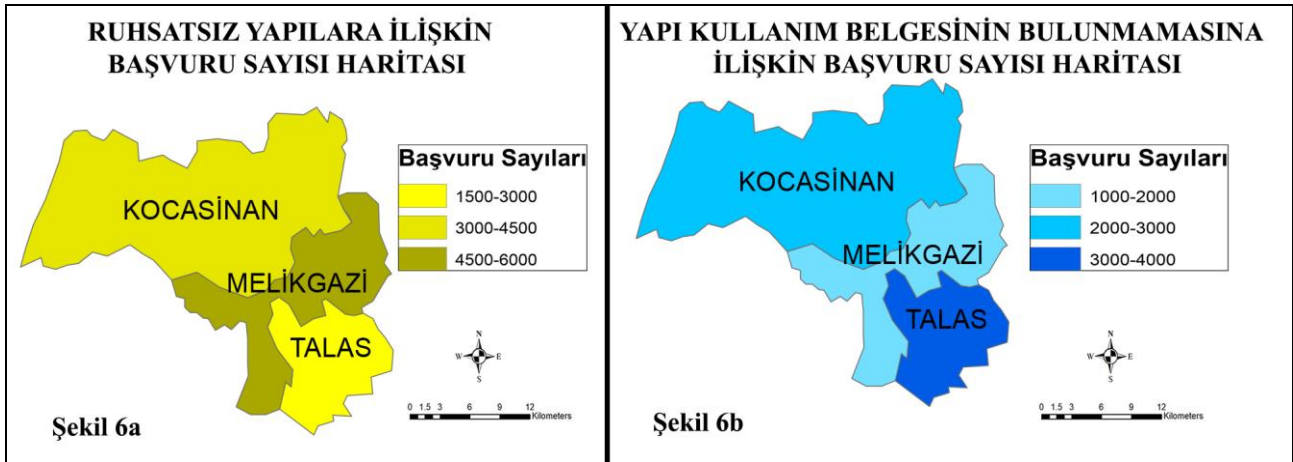 RUHSATSIZ YAPILARA İLİŞKİN
BAŞVURU SAYISI HARİTASI
Başvuru Sayıları
1500-3000
3000-4500
4500-6000
KOCASİNAN
MELİKGAZİ
TALAS
N
W E
S
0 1.5 3 6 9 12
Kilometers
Şekil 6a
YAPI KULLANIM BELGESİNİN BULUNMAMASINA
İLİŞKİN BAŞVURU SAYISI HARİTASI
Başvuru Sayıları
1000-2000
2000-3000
3000-4000
KOCASİNAN
MELİKGAZİ
TALAS
N
W E
S
0 1.5 3 6 9 12
Kilometers
Şekil 6b